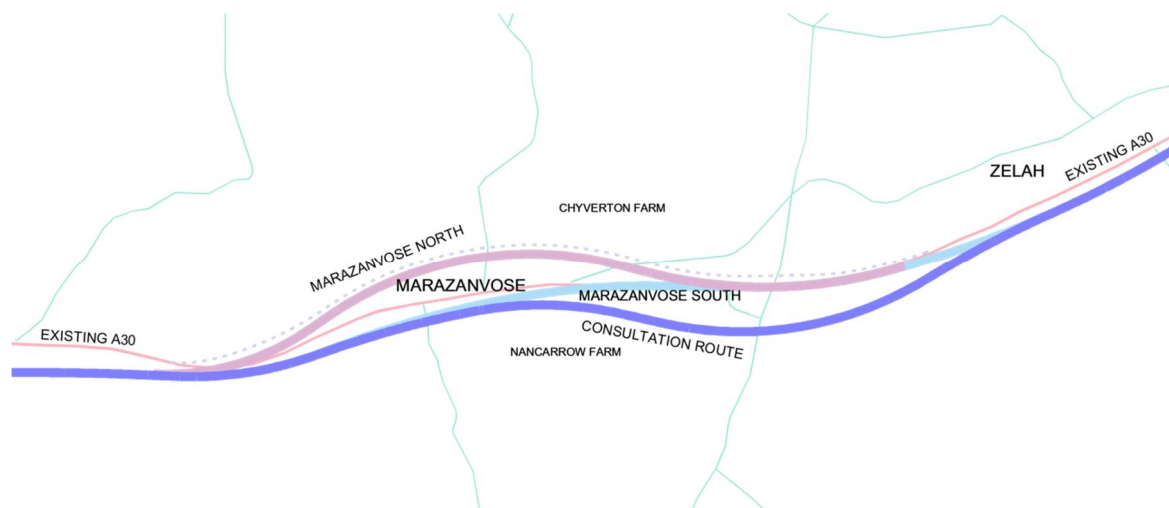 ZELAH
EXISTING A30
CHYVERTON FARM
MARAZANVOSE NORTH
MARAZANVOSE
MARAZANVOSE SOUTH
EXISTING A30
CONSULTATION ROUTE
NANCARROW FARM